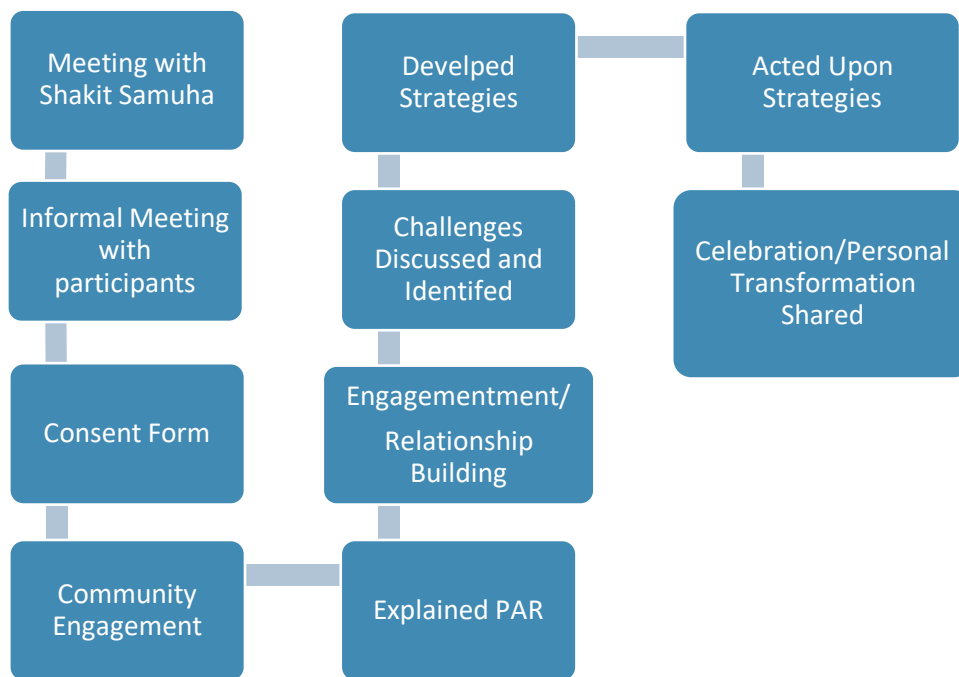 Meeting with
Shakit Samuha
Informal Meeting
with
participants
Consent Form
Community
Engagement
Explained PAR
Engagementment/
Relationship
Building
Challenges
Discussed and
Identifed
Develped
Strategies
Acted Upon
Strategies
Celebration/Personal
Transformation
Shared